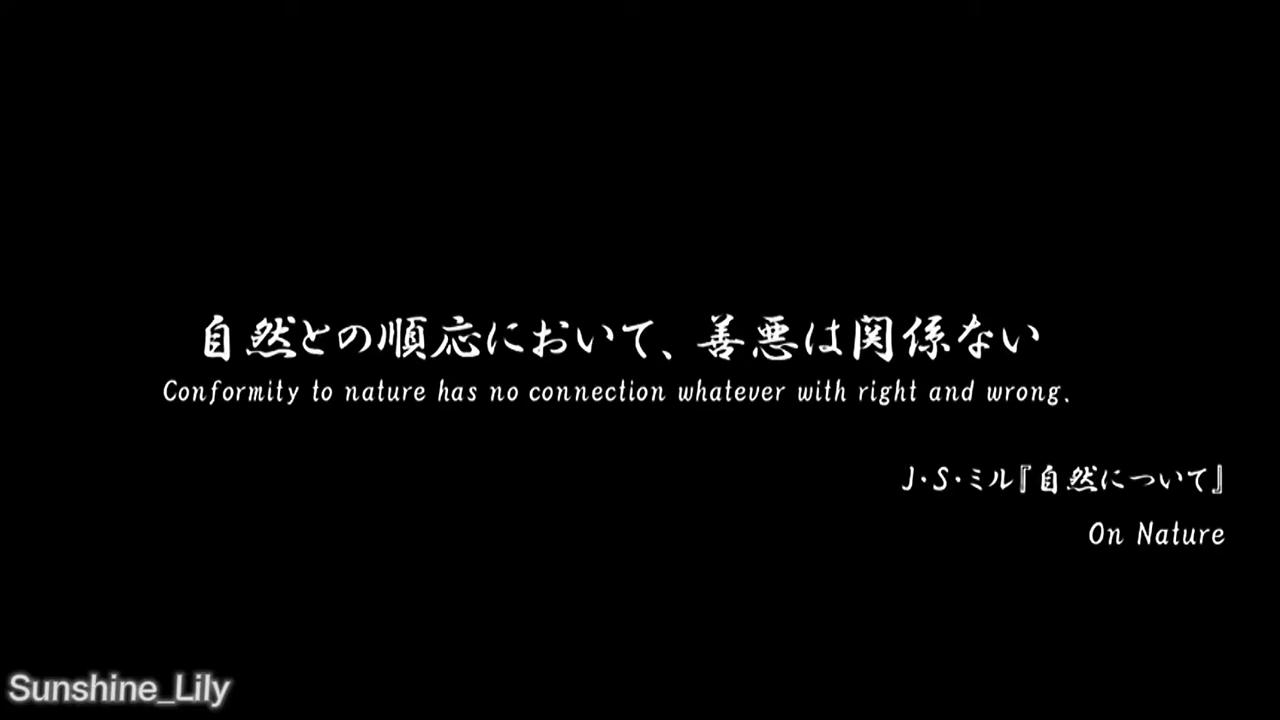 自然との順応において、善悪は関係ない
Conformity to nature has no connection whatever with right and wrong.
J・S・ミル『自然について』
On Nature
Sunshine_Lily